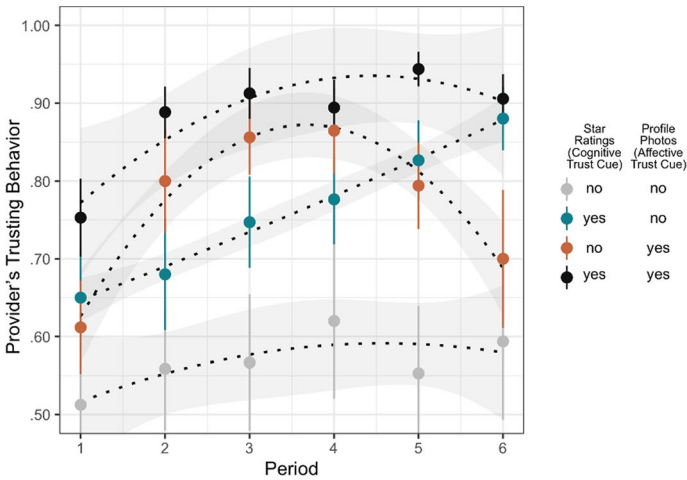 1.00
.90
.80
.70
.60
.50
Provider's Trusting Behavior
1 2 3 4 5 6
Period
Star Ratings (Cognitive Trust Cue)
Profile Photos (Affective Trust Cue)
no no
yes no
no yes
yes yes